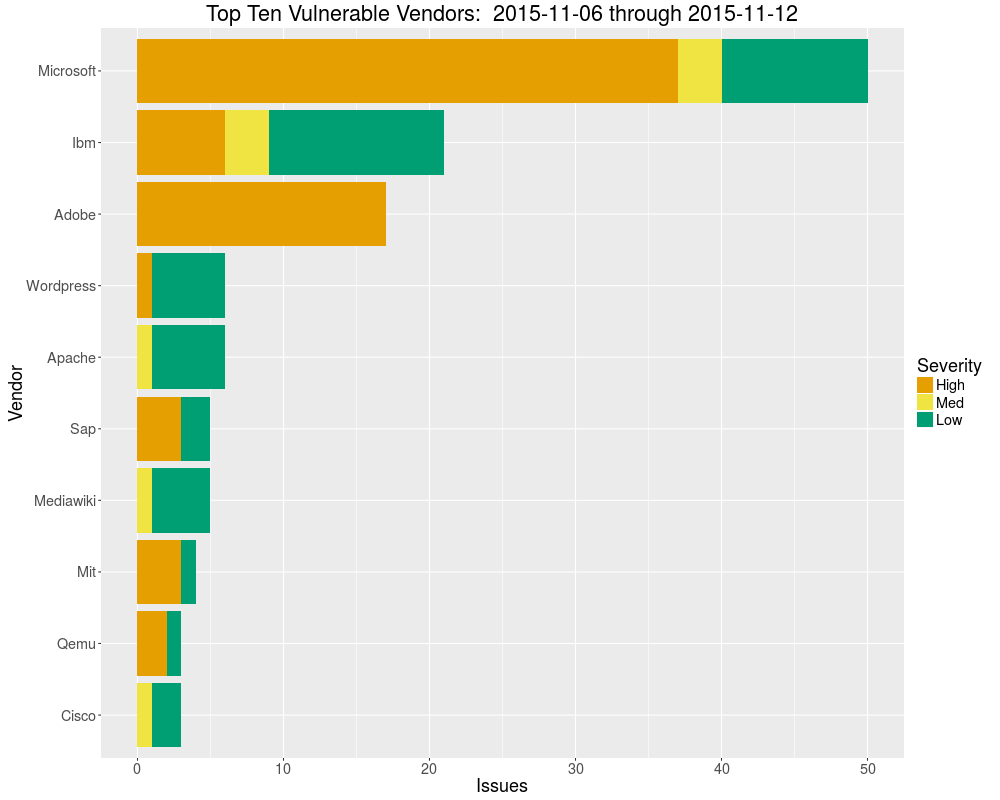 Top Ten Vulnerable Vendors:  2015-11-06 through 2015-11-12
Microsoft
Ibm
Adobe
Wordpress
Apache
Sap
Mediawiki
Mit
Qemu
Cisco
Vendor
0 10 20 30 40 50
Issues
Severity
High
Med
Low